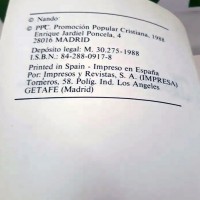 © Nando
© PPC. Promoción Popular Cristiana, 1988
Enrique Jardiel Poncela, 4
28016 MADRID
Depósito legal: M. 30.275-1988
I.S.B.N.: 84-288-0917-8
Printed in Spain - Impreso en España
Por: Impresos y Revistas, S. A. (IMPRESA)
Torneros, 58. Polig. Ind. Los Angeles
GETAFE (Madrid)